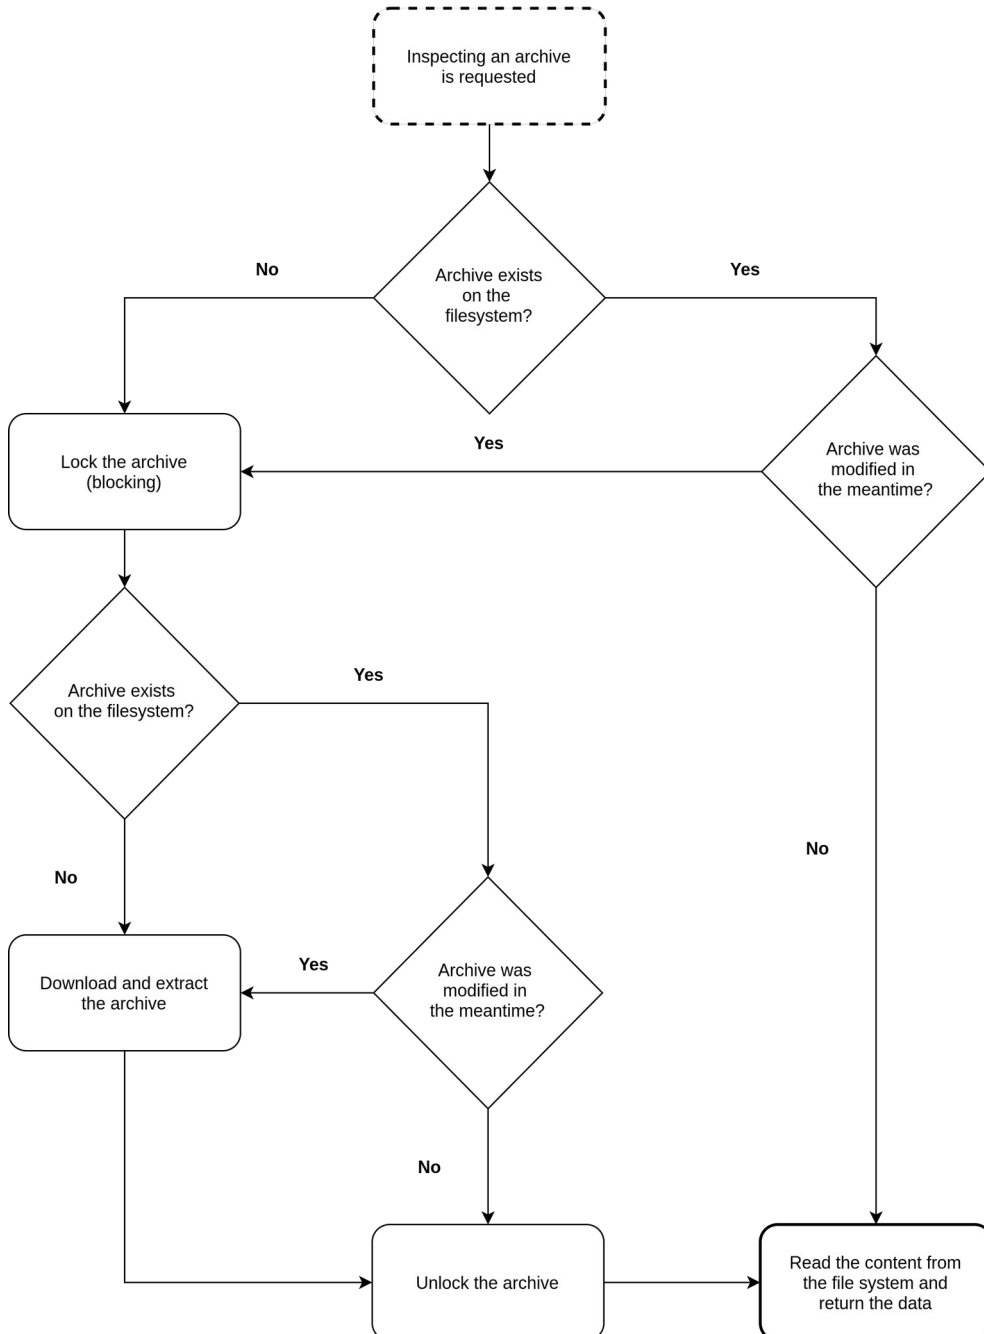 Inspecting an archive
is requested
No
Yes
Archive exists
on the
filesystem?
Yes
Lock the archive
(blocking)
Archive was
modified in
the meantime?
Yes
Archive exists
on the filesystem?
No
No
Yes
Download and extract
the archive
Archive was
modified in
the meantime?
No
Unlock the archive
Read the content from
the file system and
return the data